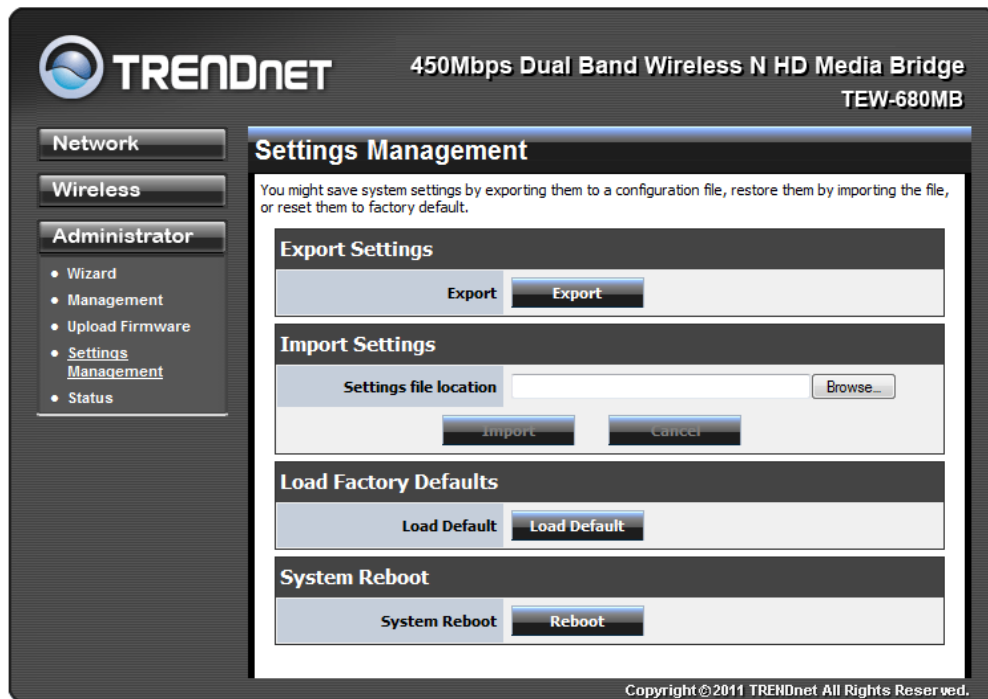 TRENDNET
450Mbps Dual Band Wireless N HD Media Bridge
TEW-680MB
Network
Wireless
Administrator
Wizard
Management
Upload Firmware
Settings
Management
Status
Settings Management
You might save system settings by exporting them to a configuration file, restore them by importing the file,
or reset them to factory default.
Export Settings
Export Export
Import Settings
Settings file location Browse...
Import Cancel
Load Factory Defaults
Load Default Load Default
System Reboot
System Reboot Reboot
Copyright © 2011 TRENDnet All Rights Reserved.